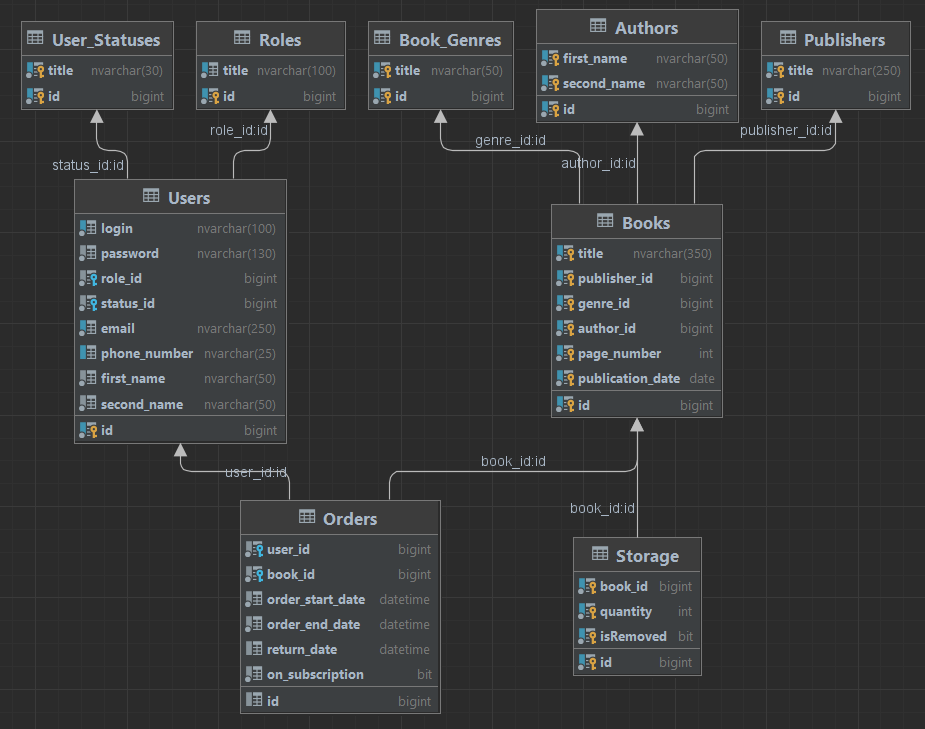 User_Statuses
title nvarchar(30)
id bigint
Roles
title nvarchar(100)
id bigint
Book_Genres
title nvarchar(50)
id bigint
Authors
first_name nvarchar(50)
second_name nvarchar(50)
id bigint
Publishers
title nvarchar(250)
id bigint
status_id:id
role_id:id
genre_id:id
author_id:id
publisher_id:id
Users
login nvarchar(100)
password nvarchar(130)
role_id bigint
status_id bigint
email nvarchar(250)
phone_number nvarchar(25)
first_name nvarchar(50)
second_name nvarchar(50)
id bigint
Books
title nvarchar(350)
publisher_id bigint
genre_id bigint
author_id bigint
page_number int
publication_date date
id bigint
user_id:id
book_id:id
book_id:id
Orders
user_id bigint
book_id bigint
order_start_date datetime
order_end_date datetime
return_date datetime
on_subscription bit
id bigint
Storage
book_id bigint
quantity int
isRemoved bit
id bigint